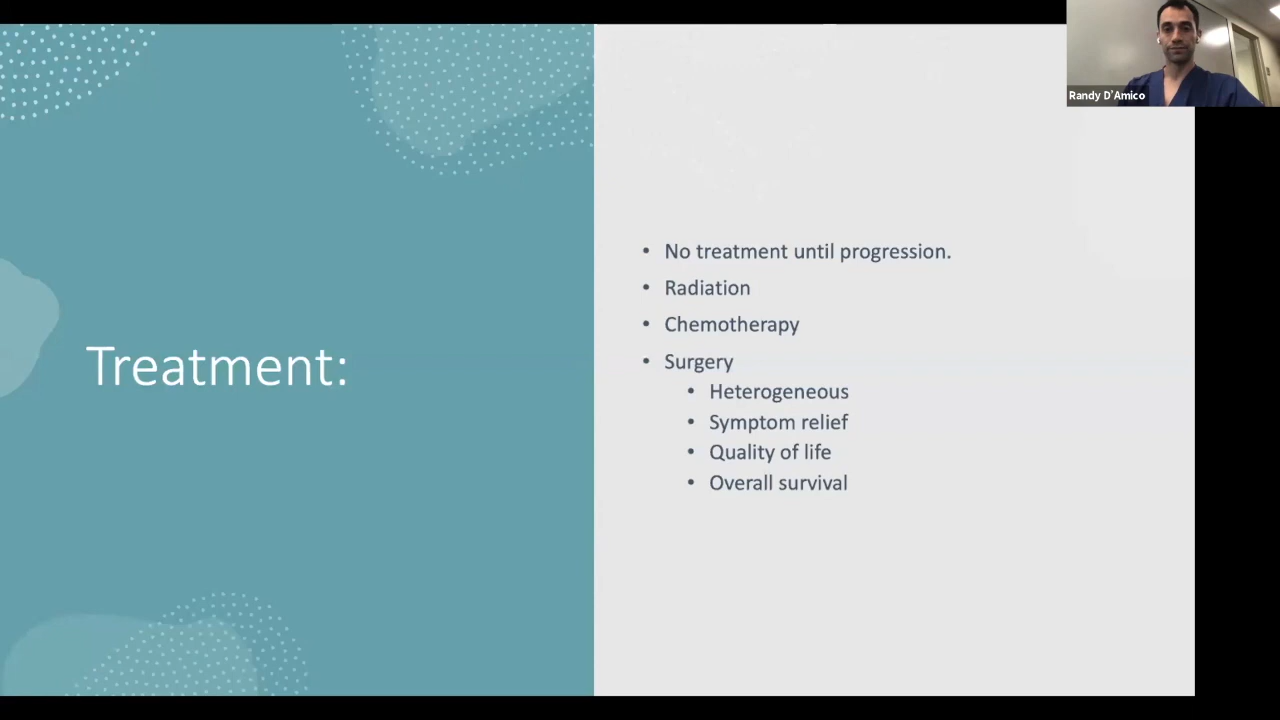 Randy D'Amico
Treatment:
• No treatment until progression.
• Radiation
• Chemotherapy
• Surgery
• Heterogeneous
• Symptom relief
• Quality of life
• Overall survival